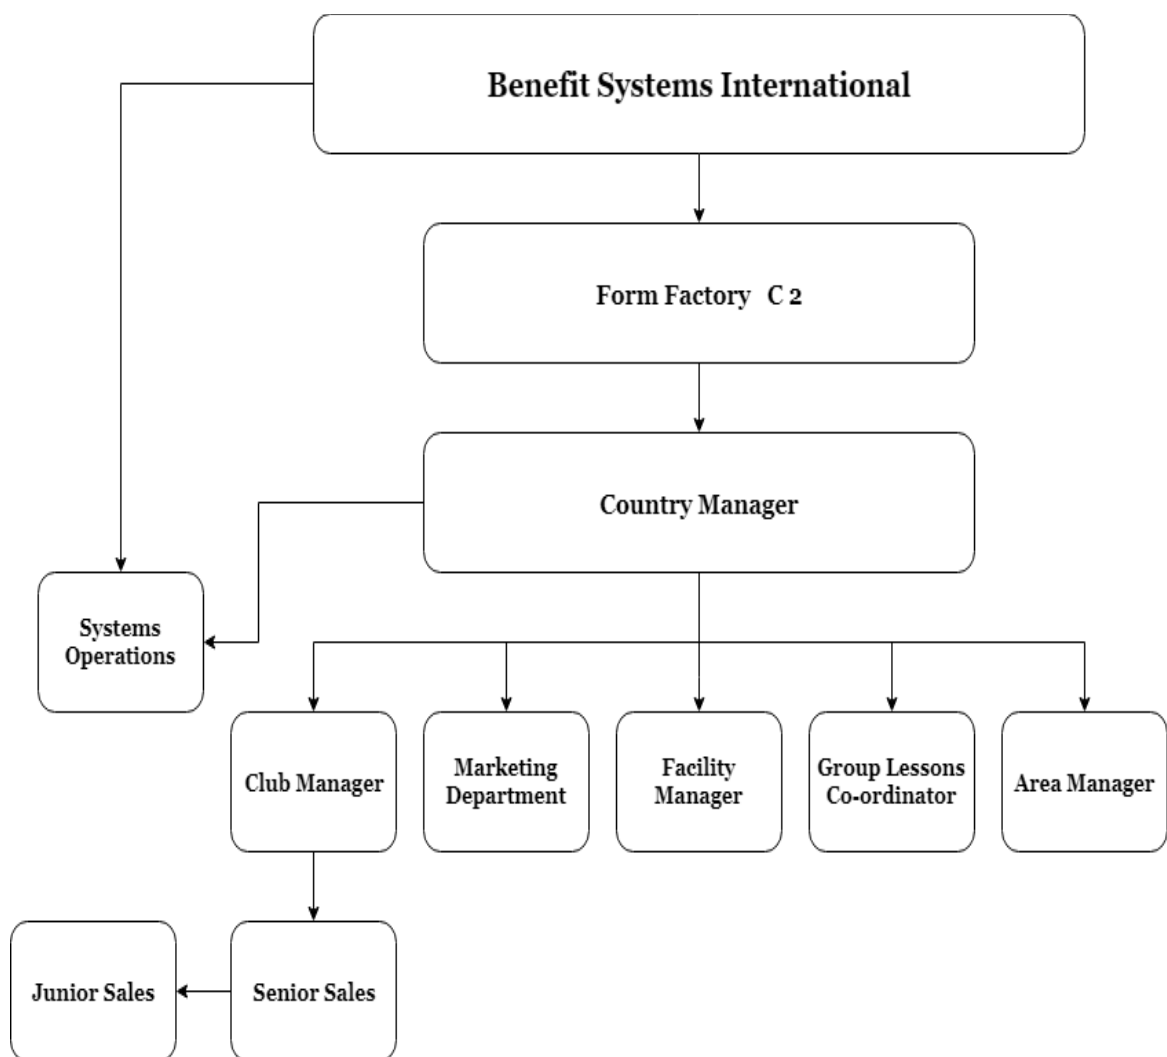 Benefit Systems International
Form Factory C 2
Country Manager
Systems
Operations
Club Manager
Marketing
Department
Facility
Manager
Group Lessons
Co-ordinator
Area Manager
Junior Sales
Senior Sales